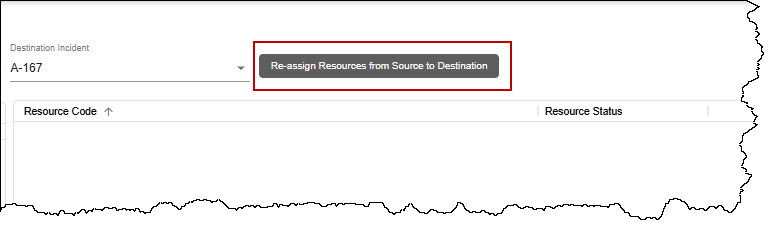 Destination Incident
A-167
Re-assign Resources from Source to Destination
Resource Code
Resource Status